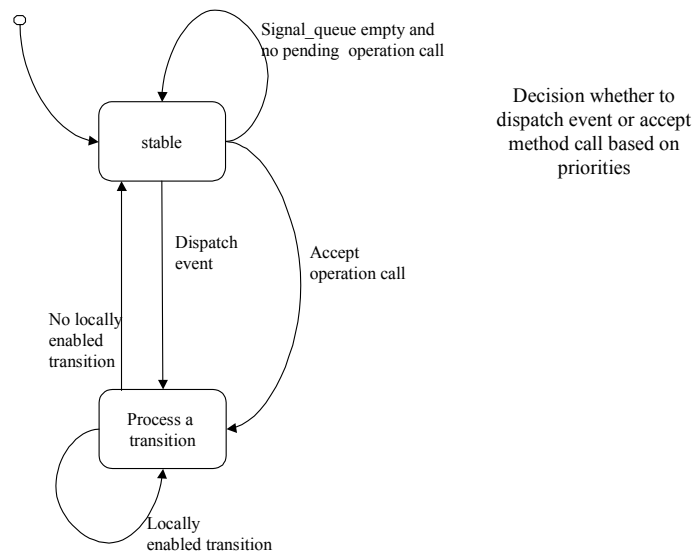 Signal_queue empty and
no pending operation call
Decision whether to
dispatch event or accept
method call based on
priorities
stable
Dispatch
event
Accept
operation call
No locally
enabled
transition
Process a
transition
Locally
enabled transition